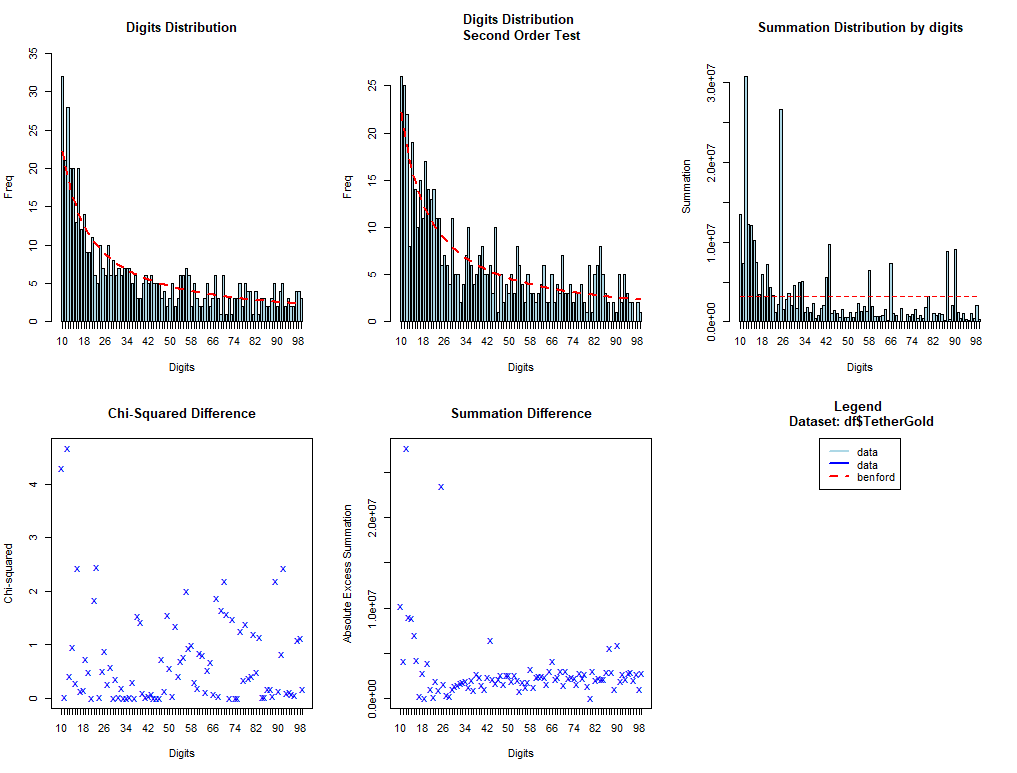 Digits Distribution
Freq
0
5
10
15
20
25
30
35
10 18 26 34 42 50 58 66 74 82 90 98
Digits
Digits Distribution
Second Order Test
Freq
0
5
10
15
20
25
10 18 26 34 42 50 58 66 74 82 90 98
Digits
Summation Distribution by digits
Summation
0.0e+00
1.0e+07
2.0e+07
3.0e+07
10 18 26 34 42 50 58 66 74 82 90 98
Digits
Chi-Squared Difference
Chi-squared
0
1
2
3
4
10 18 26 34 42 50 58 66 74 82 90 98
Digits
Summation Difference
Absolute Excess Summation
0.0e+00
1.0e+07
2.0e+07
10 18 26 34 42 50 58 66 74 82 90 98
Digits
Legend
Dataset: df$TetherGold
data
data
benford